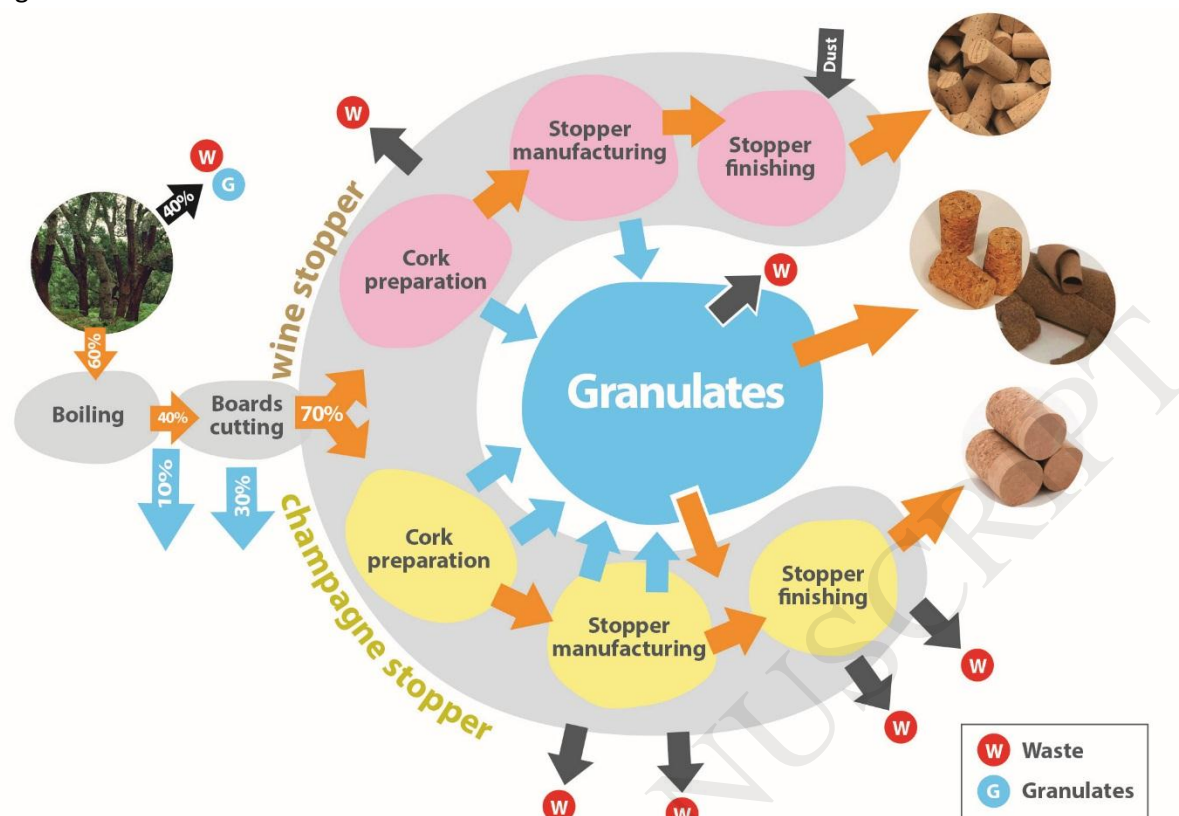 Dust
W
Stopper
manufacturing
Stopper
finishing
W
G
40%
wine stopper
Cork
preparation
W
60%
Granulates
Boiling
40%
Boards
cutting
70%
10%
30%
champagne stopper
Cork
preparation
Stopper
manufacturing
Stopper
finishing
W
W
W
W
W Waste
G Granulates
NUSCRIPT